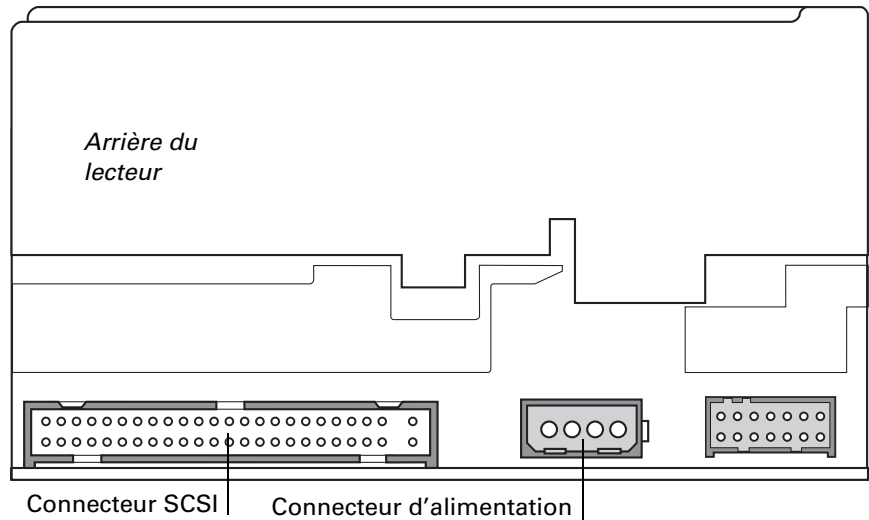 Arrière du
lecteur
Connecteur SCSI
Connecteur d'alimentation